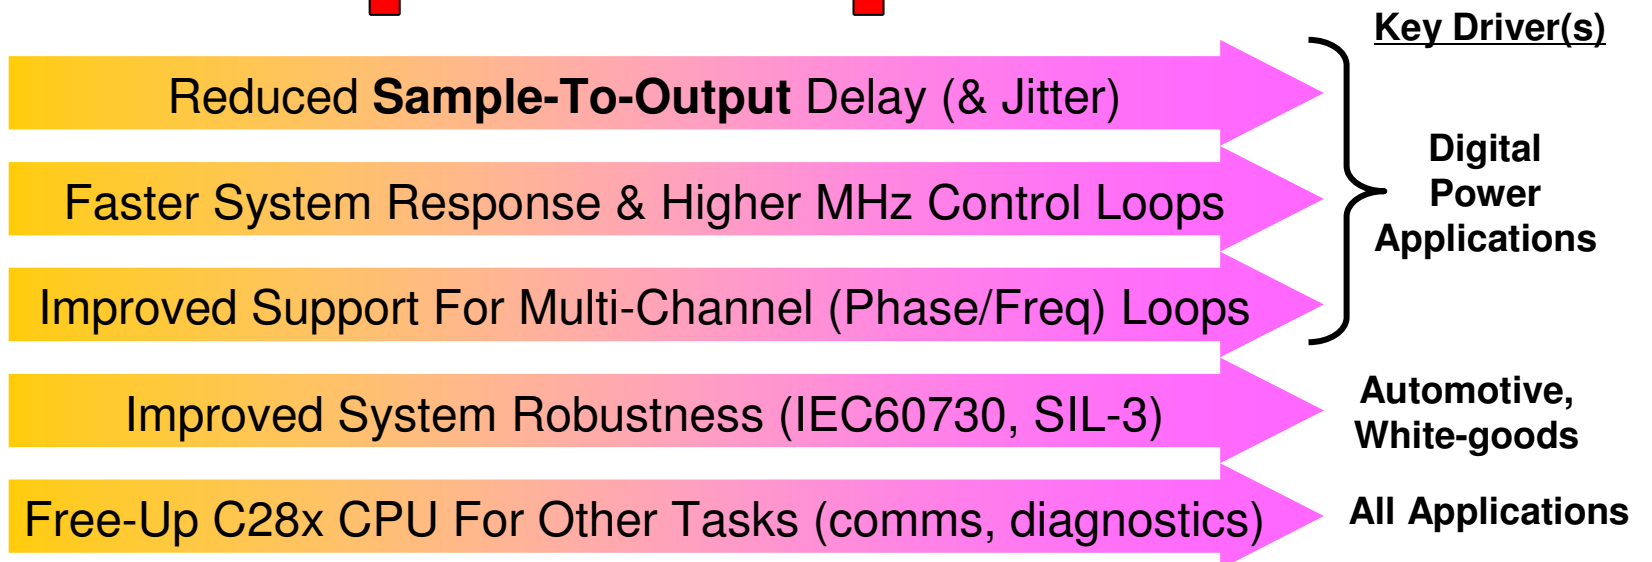 Key Driver(s)
Reduced Sample-To-Output Delay (& Jitter)
Faster System Response & Higher MHz Control Loops
Improved Support For Multi-Channel (Phase/Freq) Loops
Digital
Power
Applications
Improved System Robustness (IEC60730, SIL-3)
Automotive,
White-goods
Free-Up C28x CPU For Other Tasks (comms, diagnostics)
All Applications